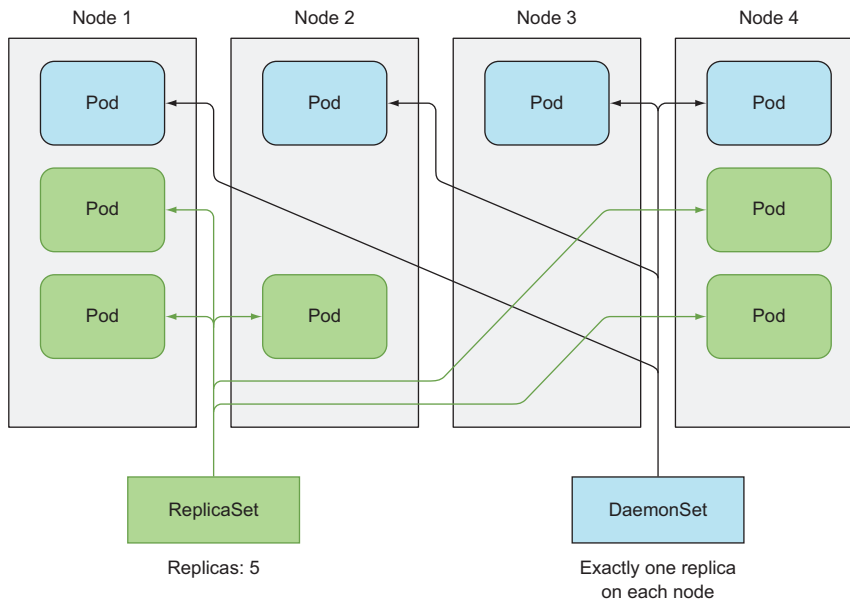 Node 1
Node 2
Node 3
Node 4
Pod
Pod
Pod
Pod
Pod
Pod
Pod
Pod
Pod
ReplicaSet
DaemonSet
Replicas: 5
Exactly one replica
on each node